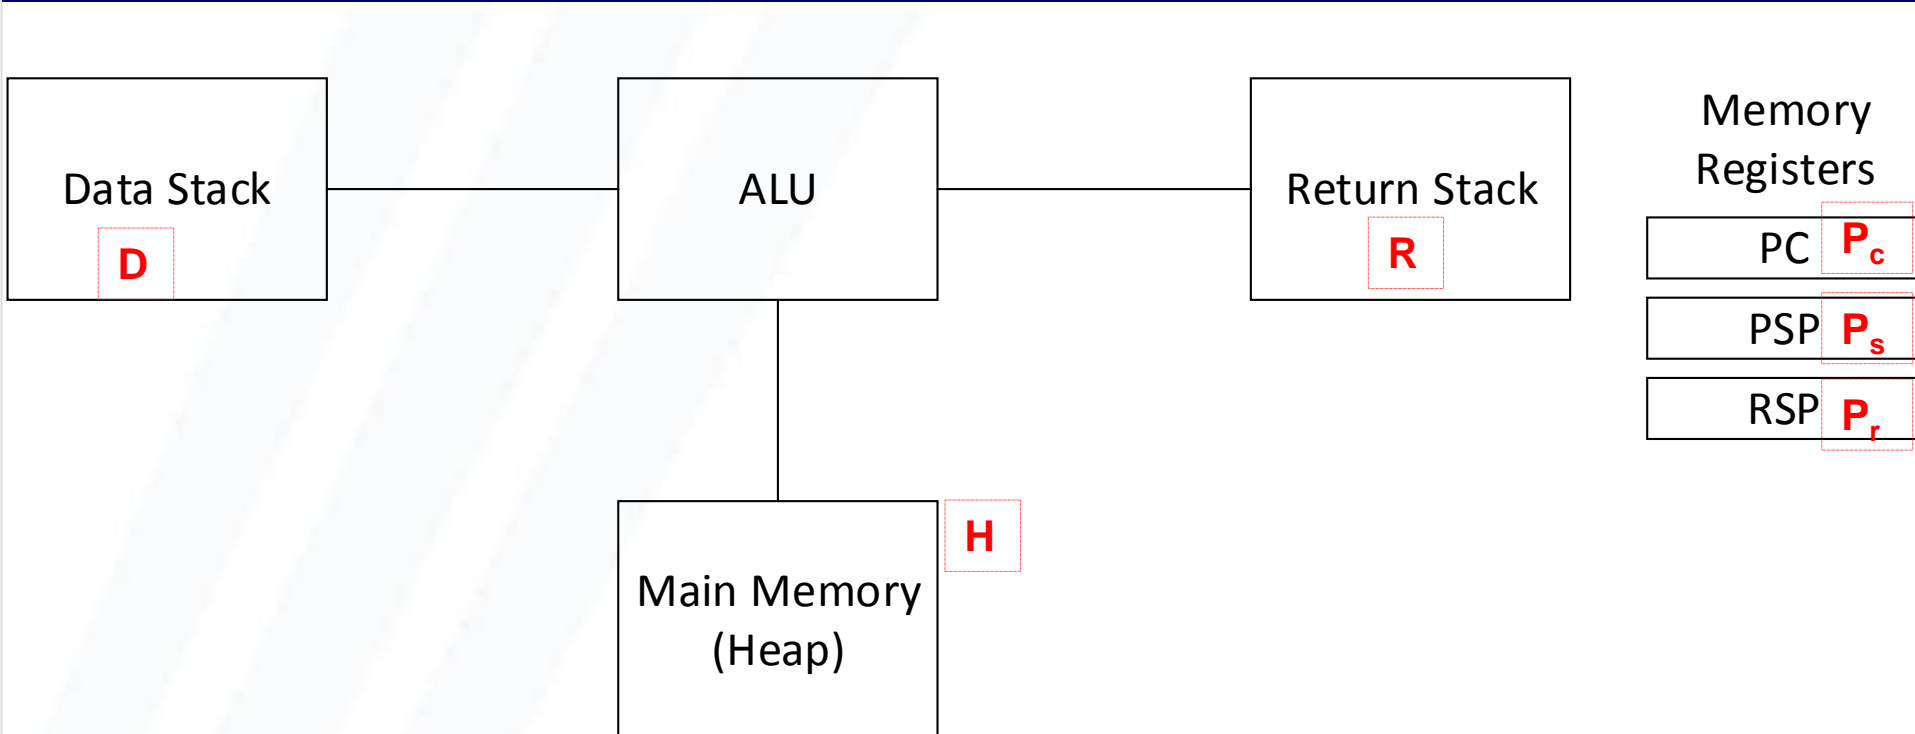 Data Stack
D
ALU
Return Stack
R
Memory
Registers
PC Pc
PSP Ps
RSP Pr
H
Main Memory
(Heap)